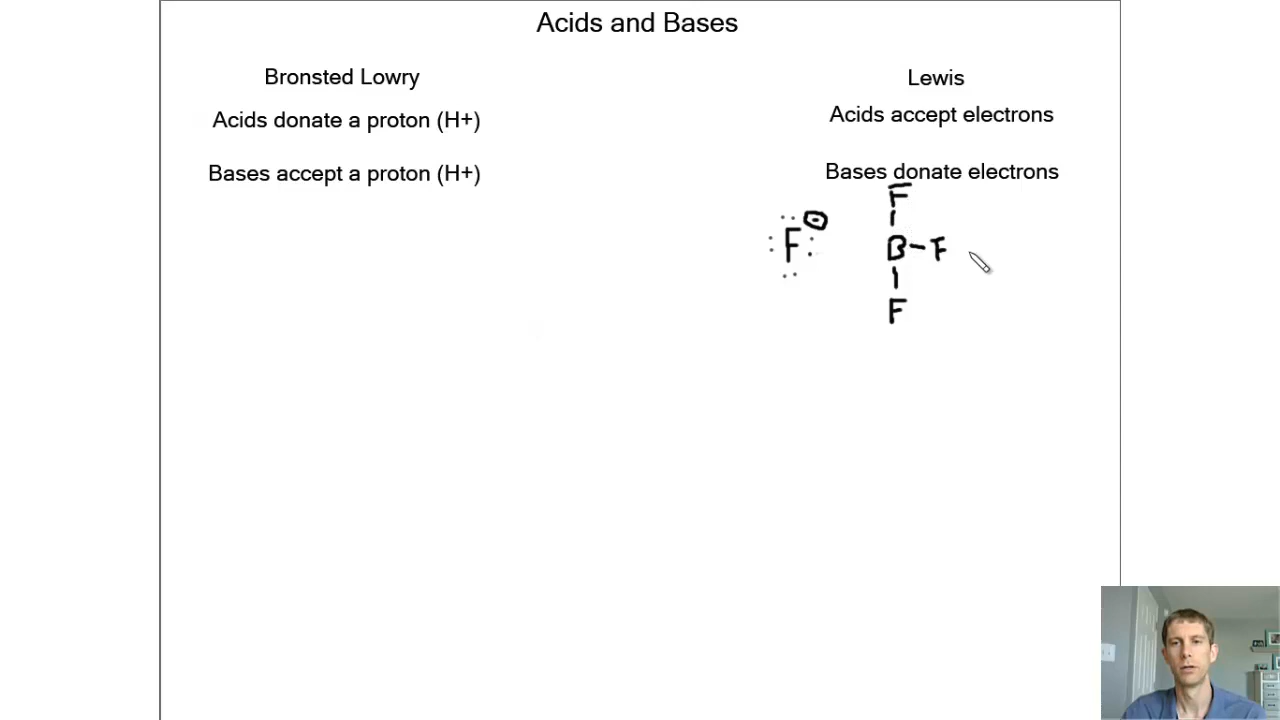 Acids and Bases
Bronsted Lowry
Acids donate a proton (H+)
Bases accept a proton (H+)
Lewis
Acids accept electrons
Bases donate electrons
F
F
B-F
F